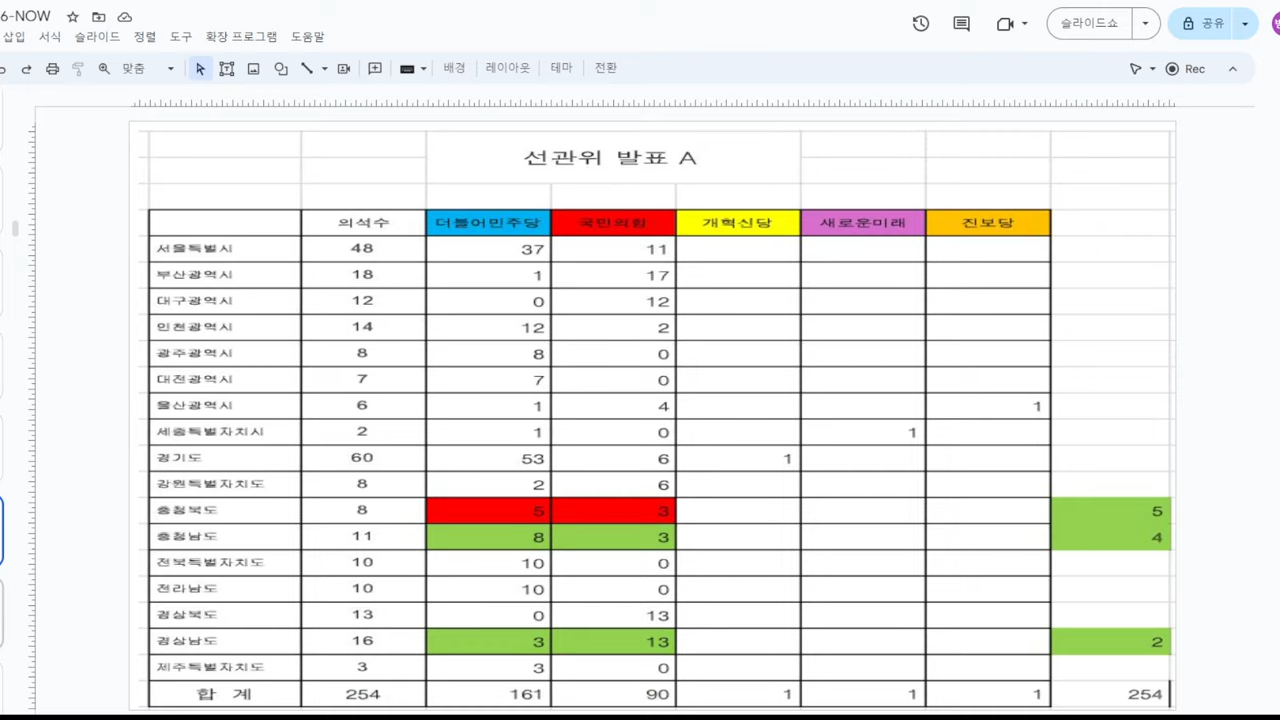 6-NOW
삽입 서식 슬라이드 정렬 도구 확장 프로그램 도움말
슬라이드쇼 공유
맞춤 배경 레이아웃 테마 전환 Rec
선관위 발표 A
의석수 더불어민주당 국민의힘 개혁신당 새로운미래 진보당
서울특별시 48 37 11
부산광역시 18 1 17
대구광역시 12 0 12
인천광역시 14 12 2
광주광역시 8 8 0
대전광역시 7 7 0
울산광역시 6 1 4 1
세종특별자치시 2 1 0 1
경기도 60 53 6 1
강원특별자치도 8 2 6
충청북도 8 5 3 5
충청남도 11 8 3 4
전북특별자치도 10 10 0
전라남도 10 10 0
경상북도 13 0 13
경상남도 16 3 13 2
제주특별자치도 3 3 0
합 계 254 161 90 1 1 1 254